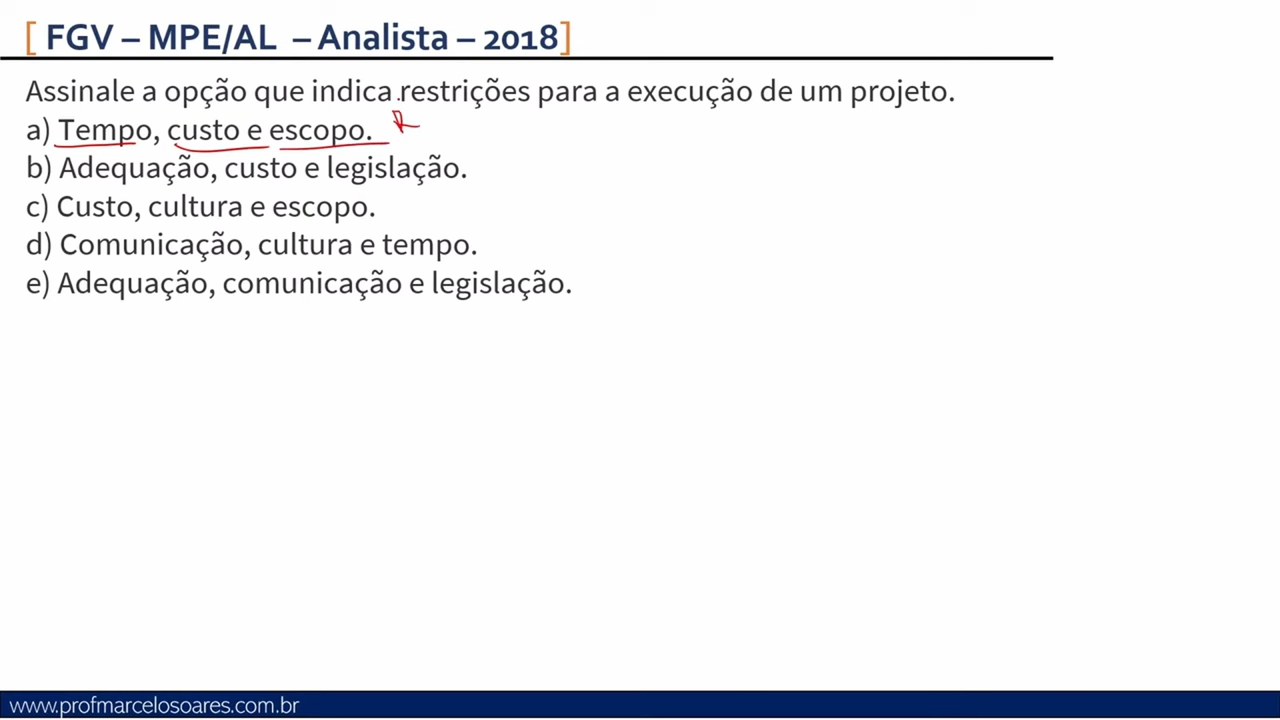 [ FGV – MPE/AL – Analista – 2018]
Assinale a opção que indica restrições para a execução de um projeto.
a) Tempo, custo e escopo.
b) Adequação, custo e legislação.
c) Custo, cultura e escopo.
d) Comunicação, cultura e tempo.
e) Adequação, comunicação e legislação.
www.profmarcelosoares.com.br